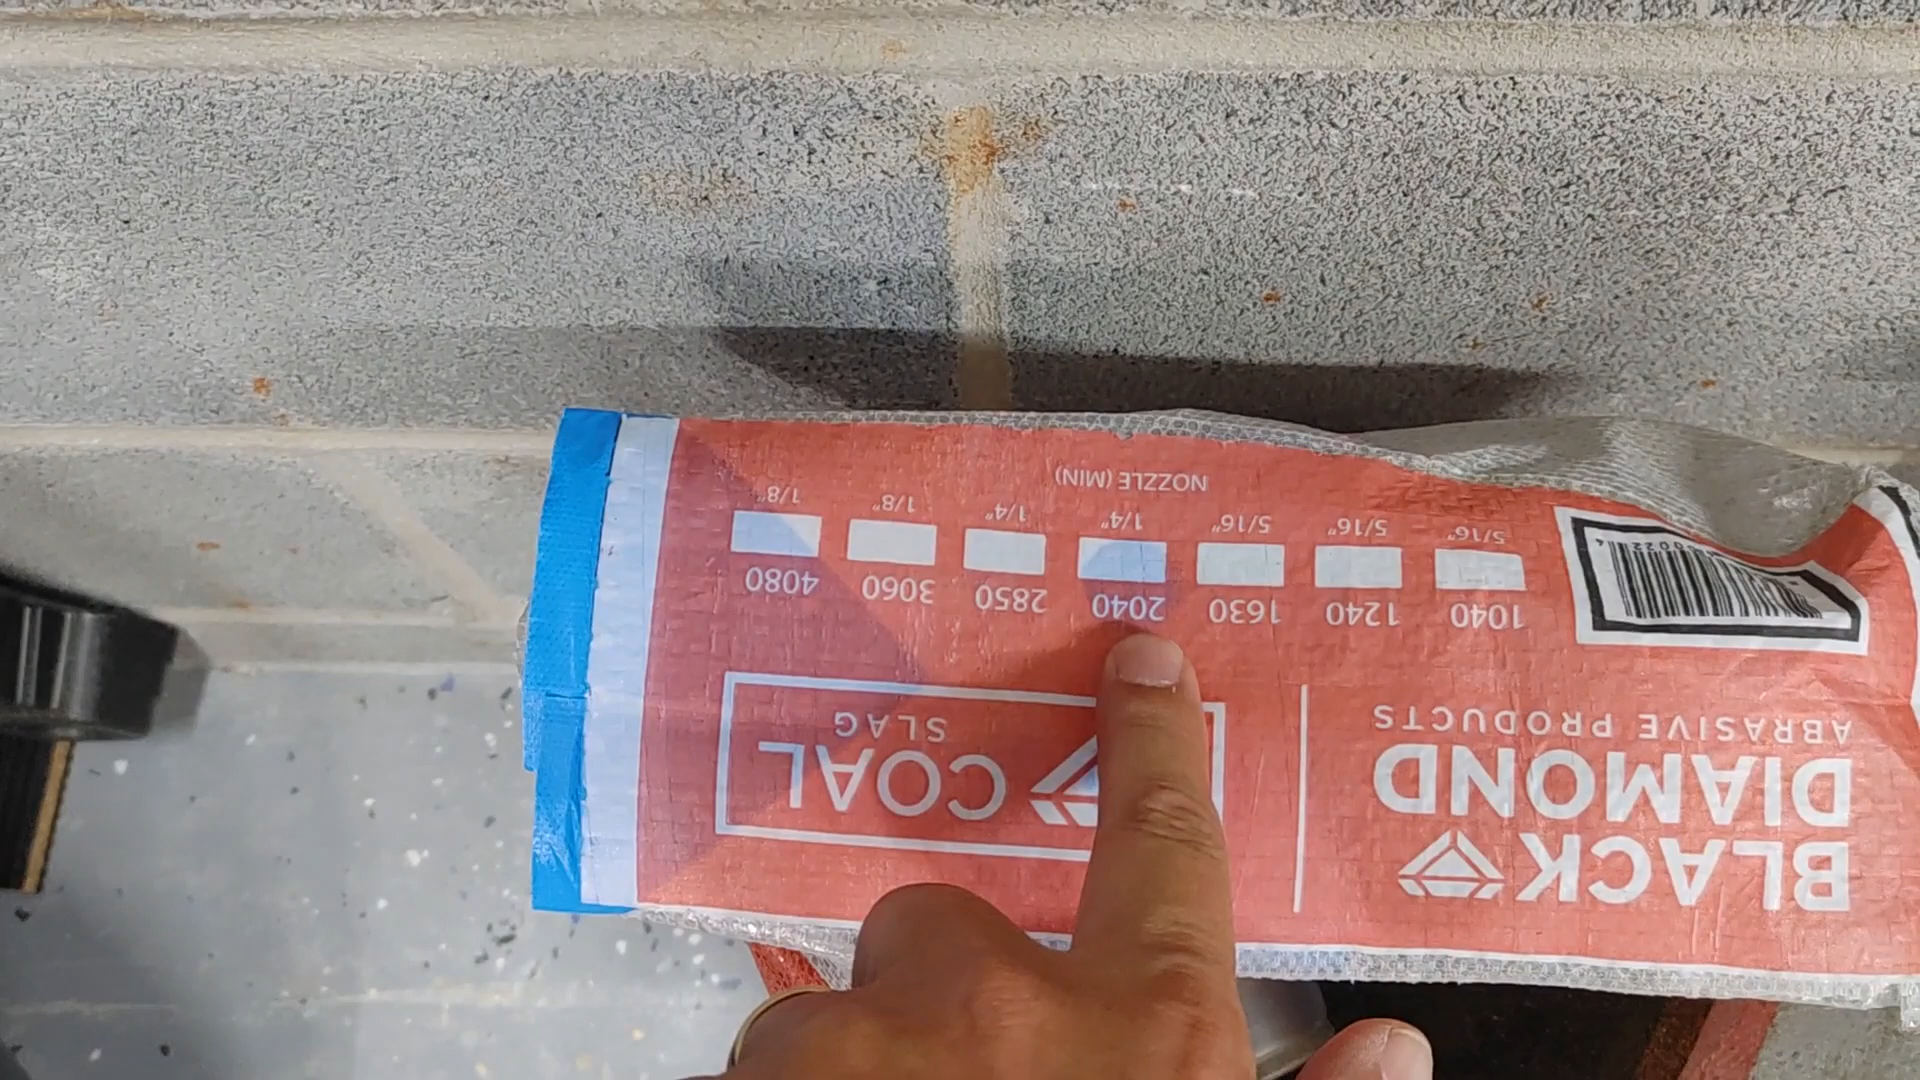 BLACK
DIAMOND
ABRASIVE PRODUCTS
COAL
SLAG
1040 1240 1630 2040 2850 3060 4080
5/16" 5/16" 5/16" 1/4" 1/4" 1/8" 1/8"
NOZZLE (MIN)